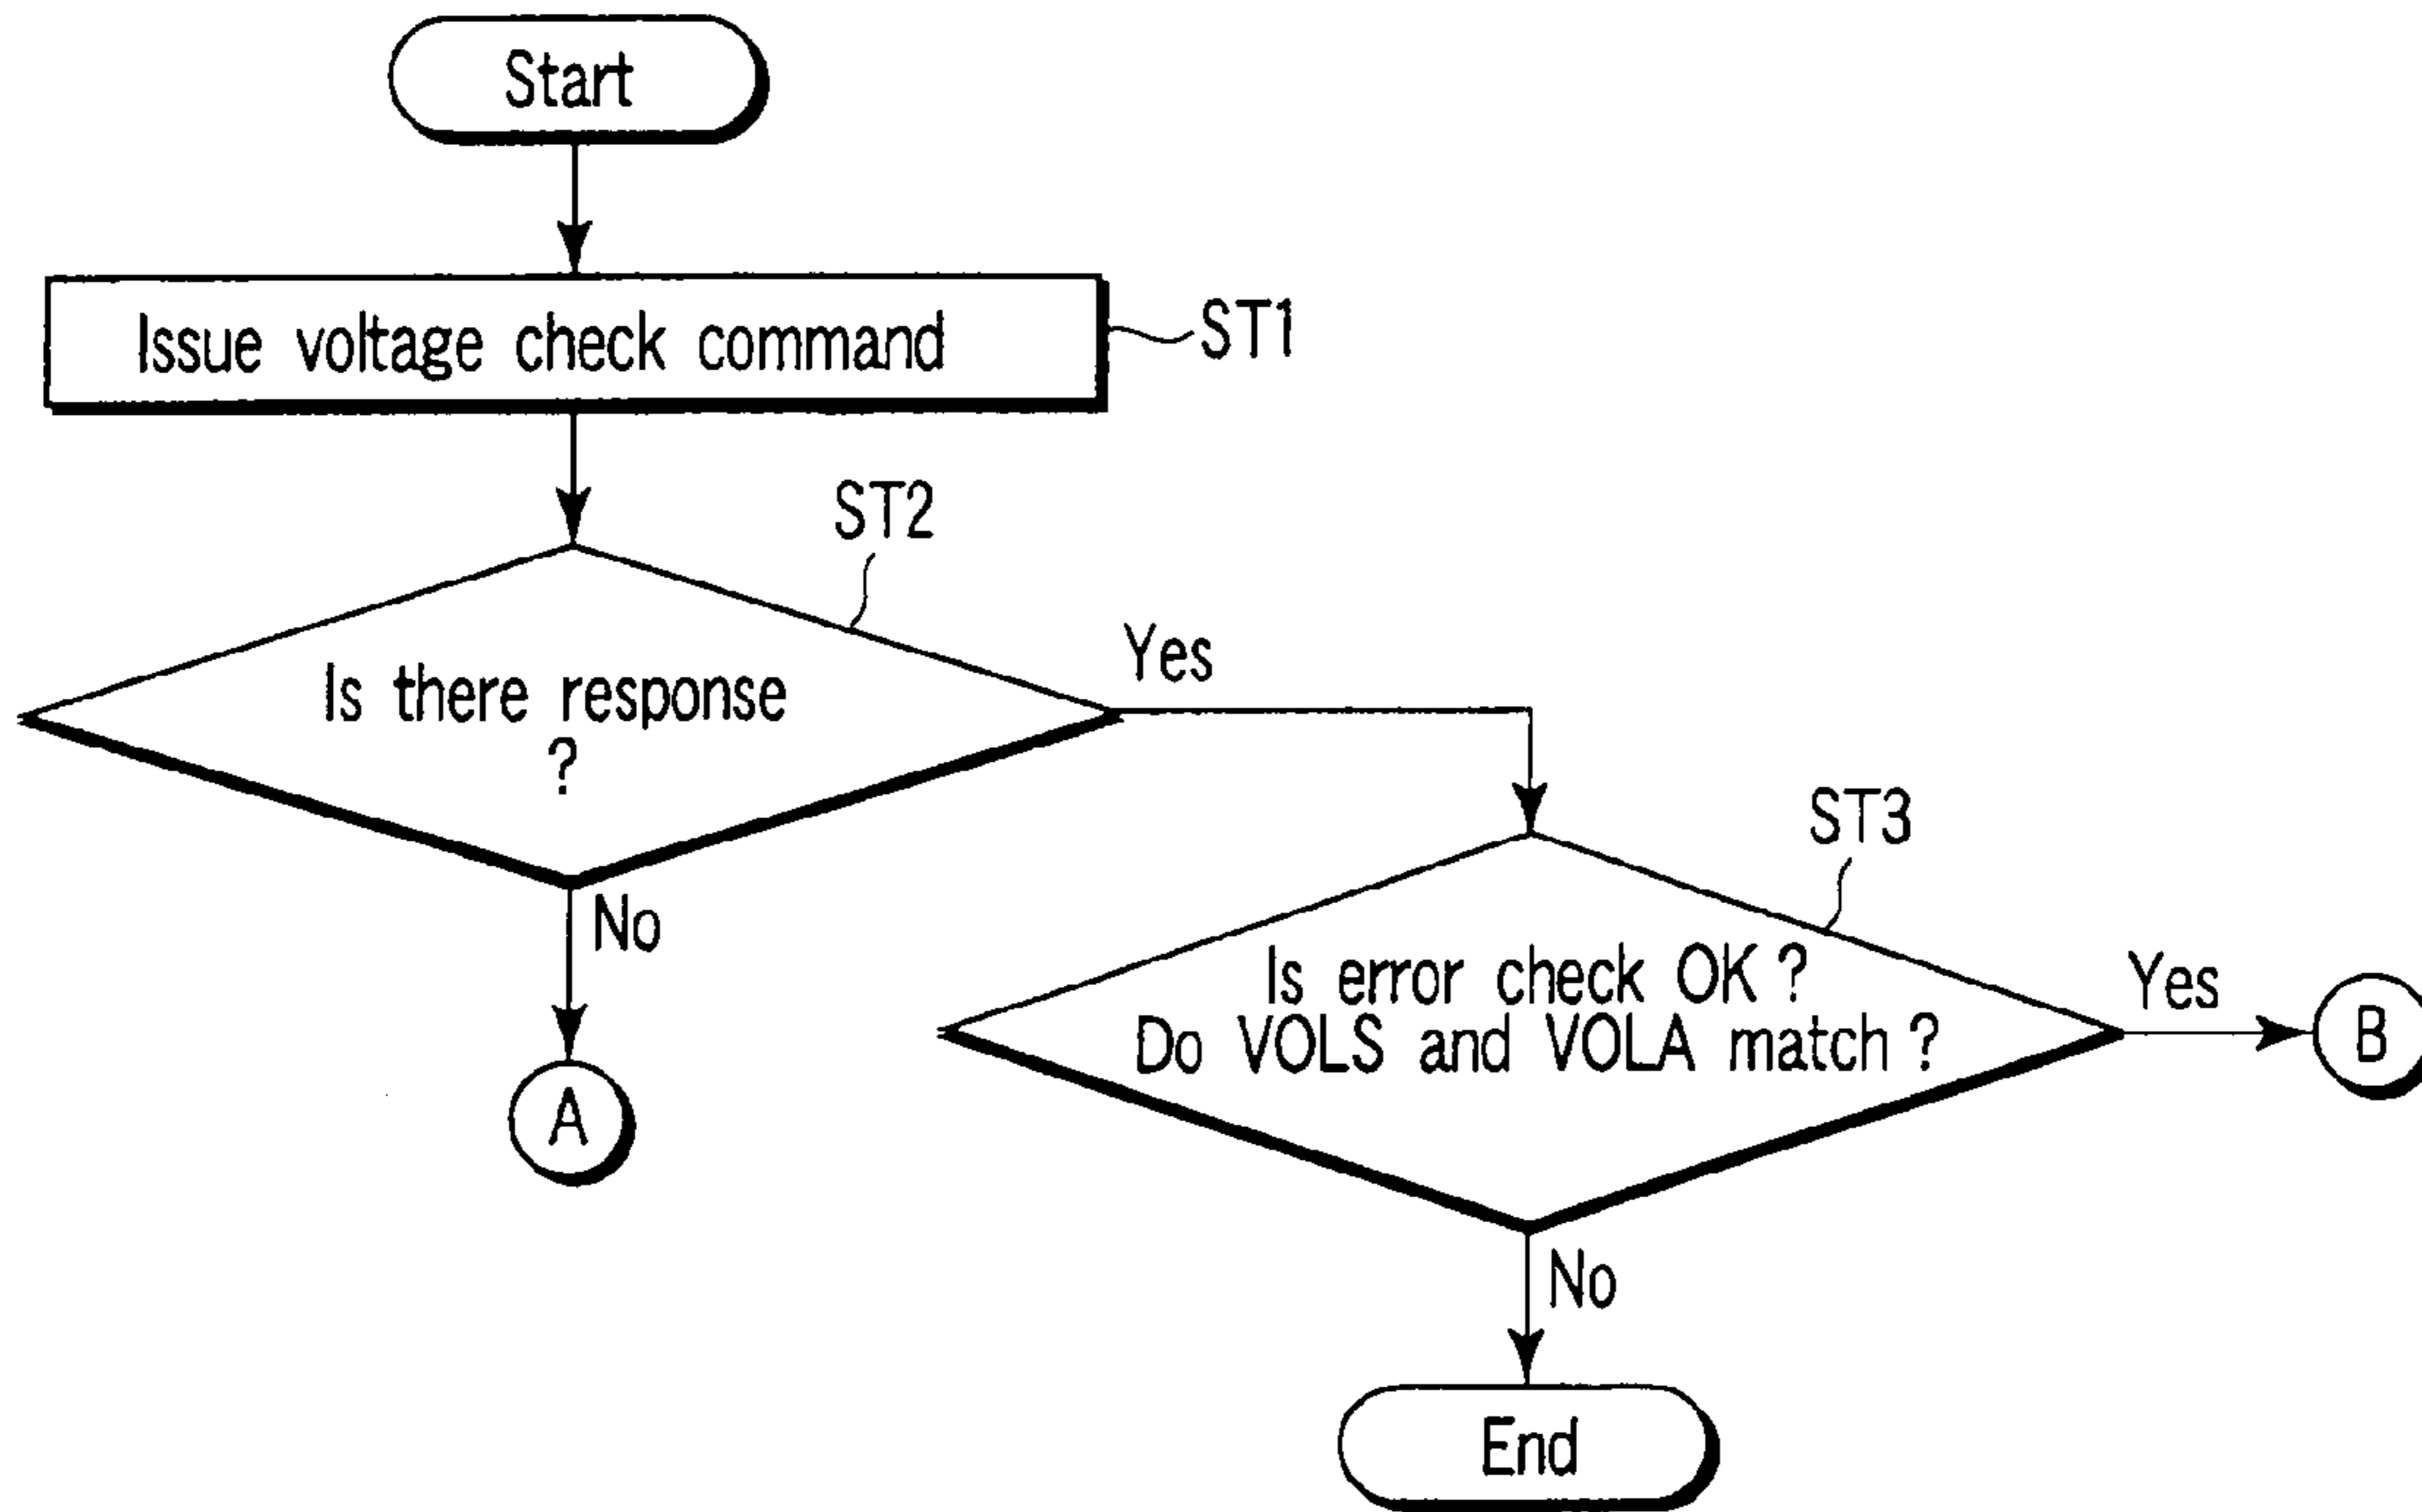 Start
Issue voltage check command
ST1
ST2
Is there response
?
Yes
No
A
ST3
Is error check OK ?
Do VOLS and VOLA match ?
Yes
B
No
End